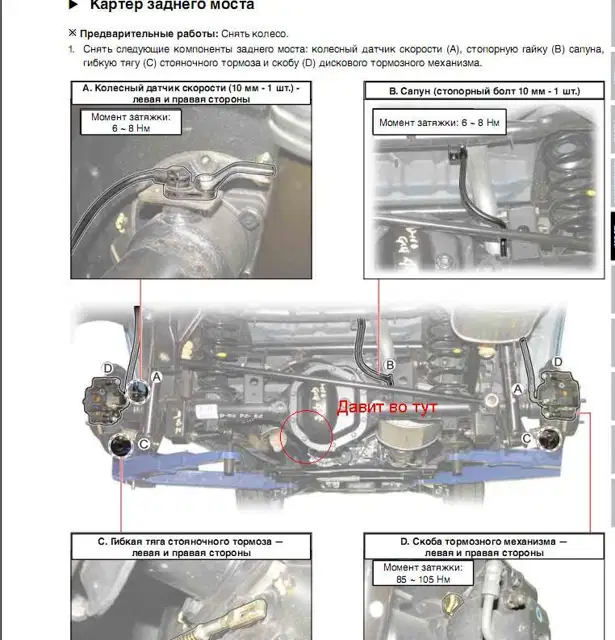 ▶ Картер заднего моста
※ Предварительные работы: Снять колесо.
1. Снять следующие компоненты заднего моста: колесный датчик скорости (A), стопорную гайку (B) сапуна,
гибкую тягу (C) стояночного тормоза и скобу (D) дискового тормозного механизма.
A. Колесный датчик скорости (10 мм - 1 шт.) -
левая и правая стороны
Момент затяжки:
6 ~ 8 Нм
B. Сапун (стопорный болт 10 мм - 1 шт.)
Момент затяжки: 6 ~ 8 Нм
D
A
C
B
Давит во тут
D
A
C
C. Гибкая тяга стояночного тормоза —
левая и правая стороны
D. Скоба тормозного механизма —
левая и правая стороны
Момент затяжки:
85 ~ 105 Нм